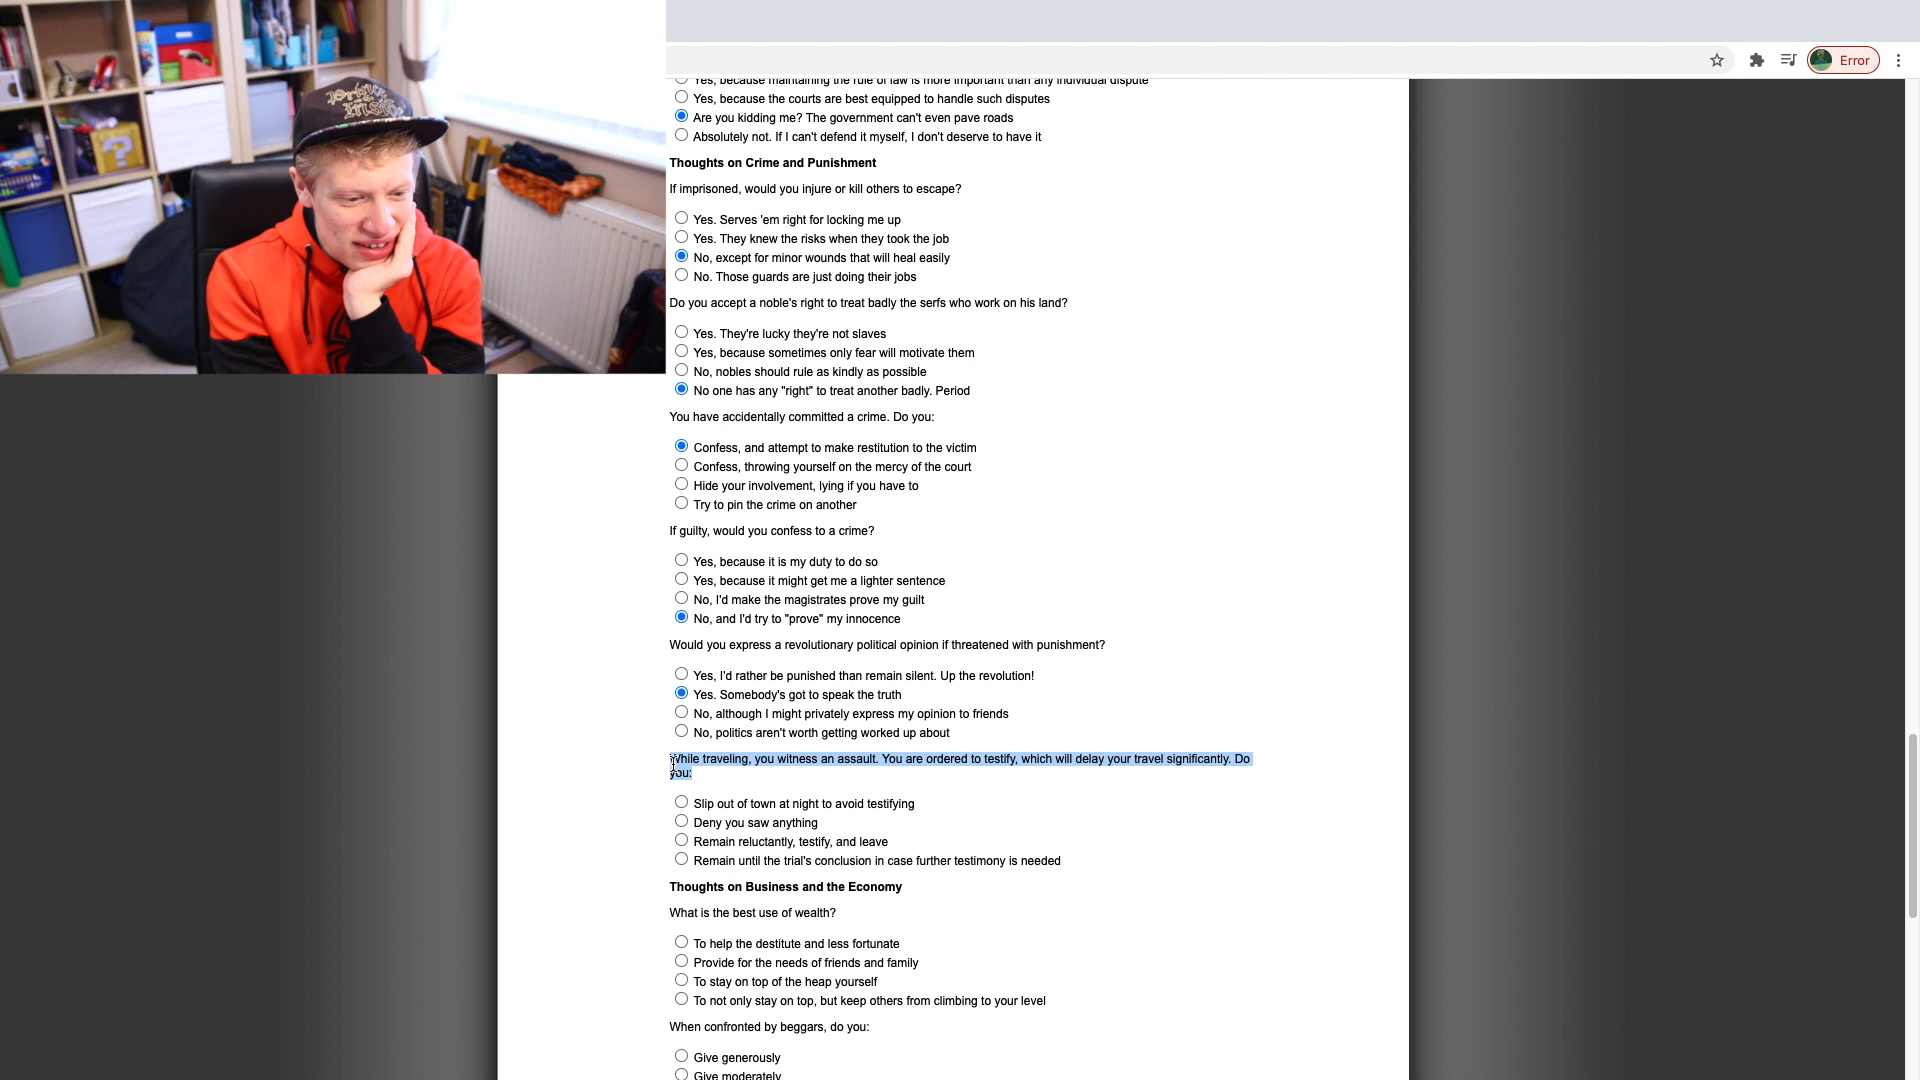 Error
Yes, because maintaining the rule of law is more important than any individual dispute
Yes, because the courts are best equipped to handle such disputes
Are you kidding me? The government can't even pave roads
Absolutely not. If I can't defend it myself, I don't deserve to have it
Thoughts on Crime and Punishment
If imprisoned, would you injure or kill others to escape?
Yes. Serves 'em right for locking me up
Yes. They knew the risks when they took the job
No, except for minor wounds that will heal easily
No. Those guards are just doing their jobs
Do you accept a noble's right to treat badly the serfs who work on his land?
Yes. They're lucky they're not slaves
Yes, because sometimes only fear will motivate them
No, nobles should rule as kindly as possible
No one has any "right" to treat another badly. Period
You have accidentally committed a crime. Do you:
Confess, and attempt to make restitution to the victim
Confess, throwing yourself on the mercy of the court
Hide your involvement, lying if you have to
Try to pin the crime on another
If guilty, would you confess to a crime?
Yes, because it is my duty to do so
Yes, because it might get me a lighter sentence
No, I'd make the magistrates prove my guilt
No, and I'd try to "prove" my innocence
Would you express a revolutionary political opinion if threatened with punishment?
Yes, I'd rather be punished than remain silent. Up the revolution!
Yes. Somebody's got to speak the truth
No, although I might privately express my opinion to friends
No, politics aren't worth getting worked up about
While traveling, you witness an assault. You are ordered to testify, which will delay your travel significantly. Do
you:
Slip out of town at night to avoid testifying
Deny you saw anything
Remain reluctantly, testify, and leave
Remain until the trial's conclusion in case further testimony is needed
Thoughts on Business and the Economy
What is the best use of wealth?
To help the destitute and less fortunate
Provide for the needs of friends and family
To stay on top of the heap yourself
To not only stay on top, but keep others from climbing to your level
When confronted by beggars, do you:
Give generously
Give moderately